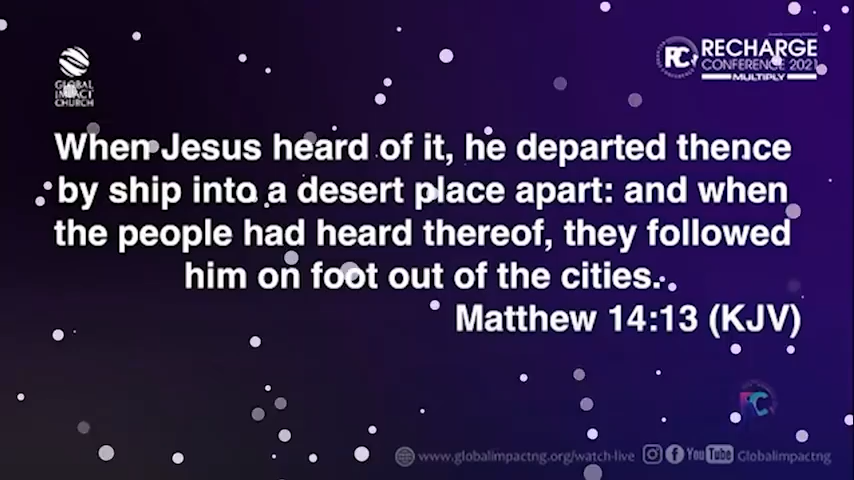 GLOBAL
IMPACT
CHURCH
RC
RECHARGE
CONFERENCE 2021
MULTIPLY
When Jesus heard of it, he departed thence
by ship into a desert place apart: and when
the people had heard thereof, they followed
him on foot out of the cities.
Matthew 14:13 (KJV)
RC
www.globalimpactng.org/watch-live
YouTube
Globalimpactng